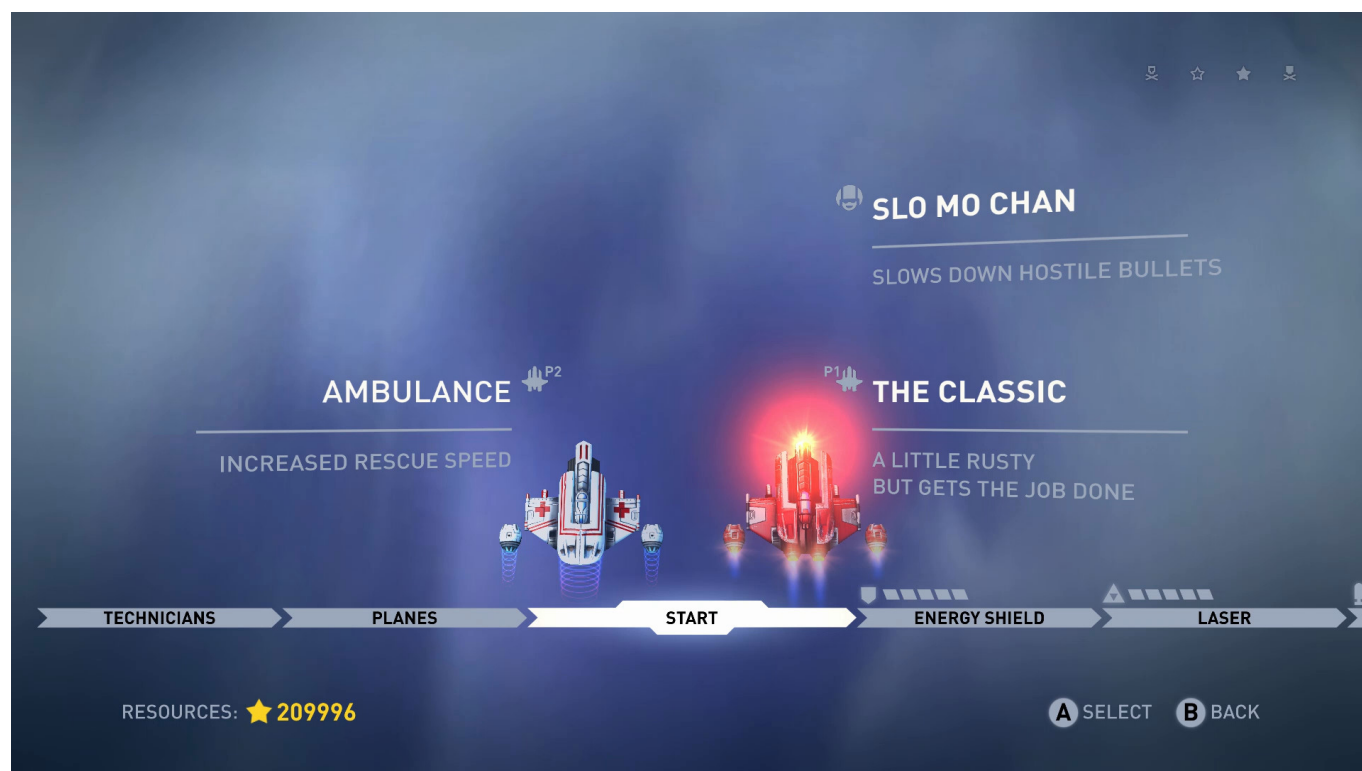 SLO MO CHAN
SLOWS DOWN HOSTILE BULLETS
AMBULANCE
P2
INCREASED RESCUE SPEED
P1
THE CLASSIC
A LITTLE RUSTY
BUT GETS THE JOB DONE
TECHNICIANS
PLANES
START
ENERGY SHIELD
LASER
RESOURCES: 209996
A SELECT
B BACK